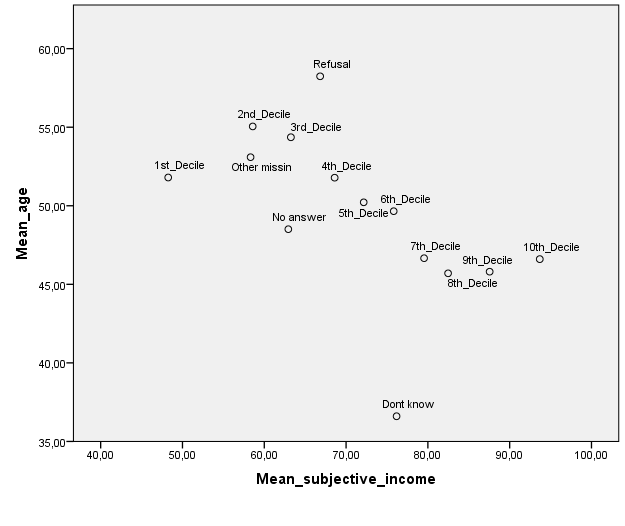 60,00
55,00
50,00
45,00
40,00
35,00
Mean_age
Refusal
2nd_Decile
3rd_Decile
1st_Decile
Other missin
4th_Decile
6th_Decile
5th_Decile
No answer
7th_Decile
10th_Decile
9th_Decile
8th_Decile
Dont know
40,00 50,00 60,00 70,00 80,00 90,00 100,00
Mean_subjective_income